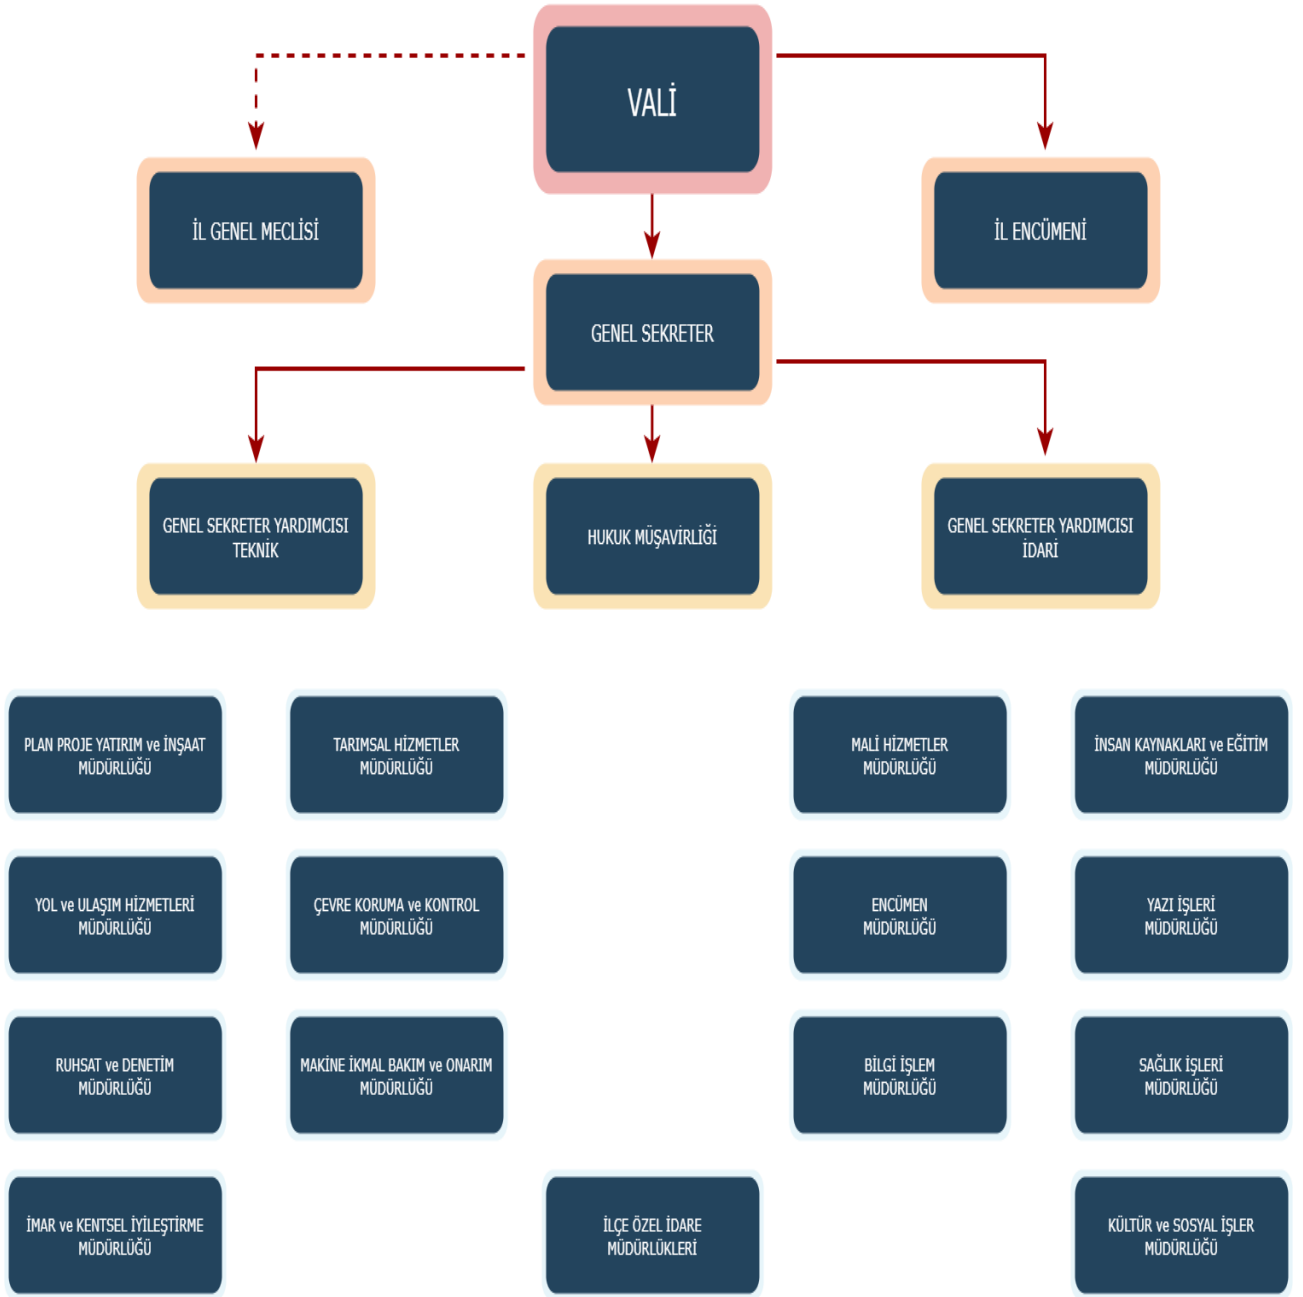 VALİ
İL GENEL MECLİSİ
İL ENCÜMENİ
GENEL SEKRETER
GENEL SEKRETER YARDIMCISI
TEKNİK
HUKUK MÜŞAVİRLİĞİ
GENEL SEKRETER YARDIMCISI
İDARİ
PLAN PROJE YATIRIM ve İNŞAAT
MÜDÜRLÜĞÜ
TARIMSAL HİZMETLER
MÜDÜRLÜĞÜ
MALİ HİZMETLER
MÜDÜRLÜĞÜ
İNSAN KAYNAKLARI ve EĞİTİM
MÜDÜRLÜĞÜ
YOL ve ULAŞIM HİZMETLERİ
MÜDÜRLÜĞÜ
ÇEVRE KORUMA ve KONTROL
MÜDÜRLÜĞÜ
ENCÜMEN
MÜDÜRLÜĞÜ
YAZI İŞLERİ
MÜDÜRLÜĞÜ
RUHSAT ve DENETİM
MÜDÜRLÜĞÜ
MAKİNE İKMAL BAKIM ve ONARIM
MÜDÜRLÜĞÜ
BİLGİ İŞLEM
MÜDÜRLÜĞÜ
SAĞLIK İŞLERİ
MÜDÜRLÜĞÜ
İMAR ve KENTSEL İYİLEŞTİRME
MÜDÜRLÜĞÜ
İLÇE ÖZEL İDARE
MÜDÜRLÜKLERİ
KÜLTÜR ve SOSYAL İŞLER
MÜDÜRLÜĞÜ